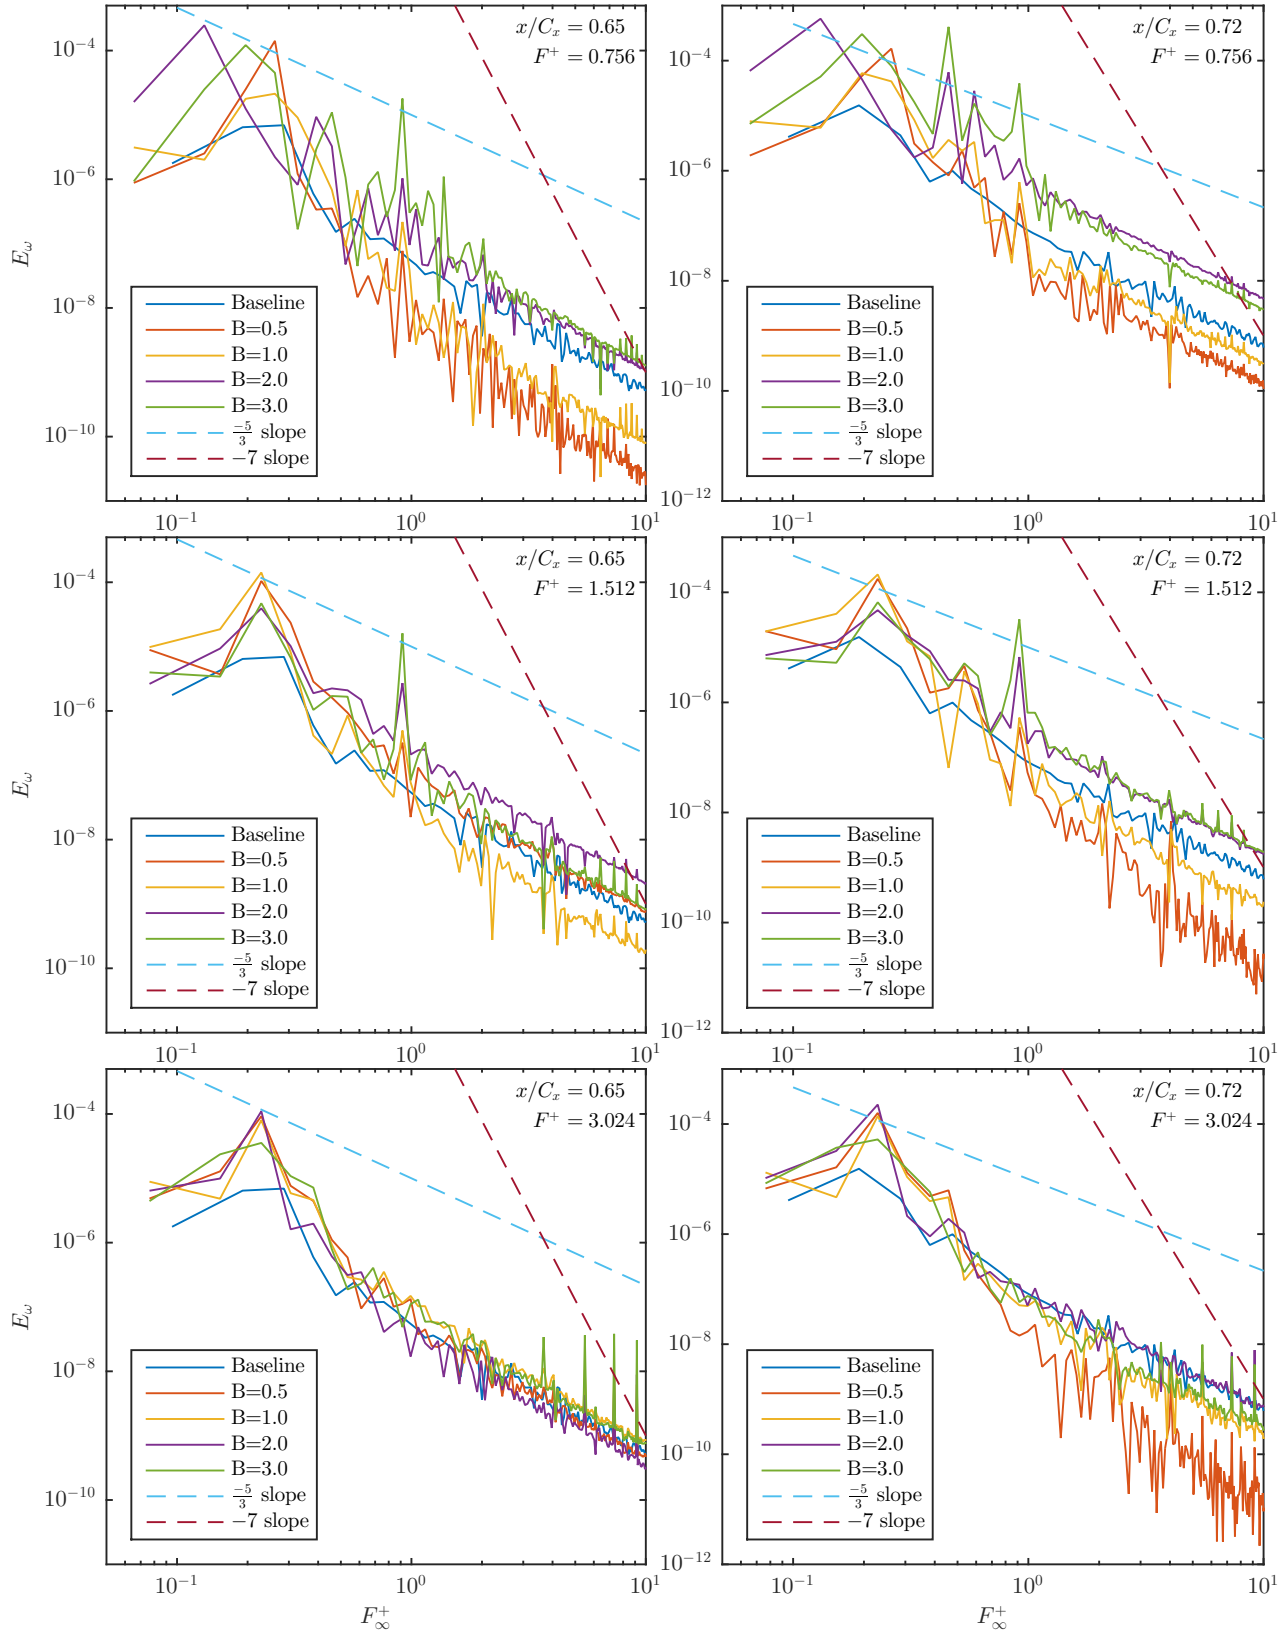 x/C_x = 0.65
F^+ = 0.756
10^{-4}
10^{-6}
10^{-8}
10^{-10}
E_ω
Baseline
B=0.5
B=1.0
B=2.0
B=3.0
\frac{-5}{3} slope
−7 slope
10^{-1}
10^0
10^1
x/C_x = 0.72
F^+ = 0.756
10^{-4}
10^{-6}
10^{-8}
10^{-10}
10^{-12}
Baseline
B=0.5
B=1.0
B=2.0
B=3.0
\frac{-5}{3} slope
−7 slope
10^{-1}
10^0
10^1
x/C_x = 0.65
F^+ = 1.512
10^{-4}
10^{-6}
10^{-8}
10^{-10}
E_ω
Baseline
B=0.5
B=1.0
B=2.0
B=3.0
\frac{-5}{3} slope
−7 slope
10^{-1}
10^0
10^1
x/C_x = 0.72
F^+ = 1.512
10^{-4}
10^{-6}
10^{-8}
10^{-10}
10^{-12}
Baseline
B=0.5
B=1.0
B=2.0
B=3.0
\frac{-5}{3} slope
−7 slope
10^{-1}
10^0
10^1
x/C_x = 0.65
F^+ = 3.024
10^{-4}
10^{-6}
10^{-8}
10^{-10}
E_ω
Baseline
B=0.5
B=1.0
B=2.0
B=3.0
\frac{-5}{3} slope
−7 slope
10^{-1}
10^0
10^1
F_∞^+
x/C_x = 0.72
F^+ = 3.024
10^{-4}
10^{-6}
10^{-8}
10^{-10}
10^{-12}
Baseline
B=0.5
B=1.0
B=2.0
B=3.0
\frac{-5}{3} slope
−7 slope
10^{-1}
10^0
10^1
F_∞^+